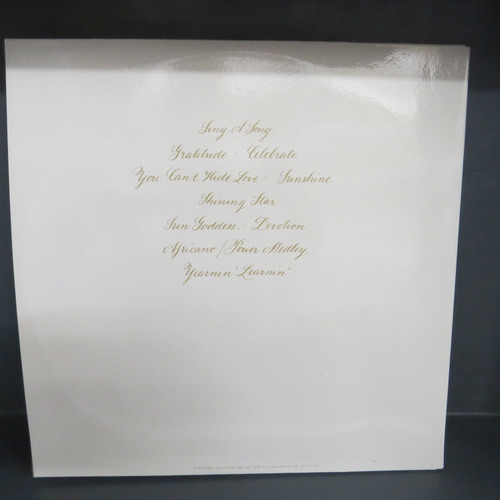 Sing A Song
Gratitude · Celebrate
You Can't Hide Love · Sunshine
Shining Star
Sun Goddess · Devotion
Africano / Power Medley
Yearnin' Learnin'